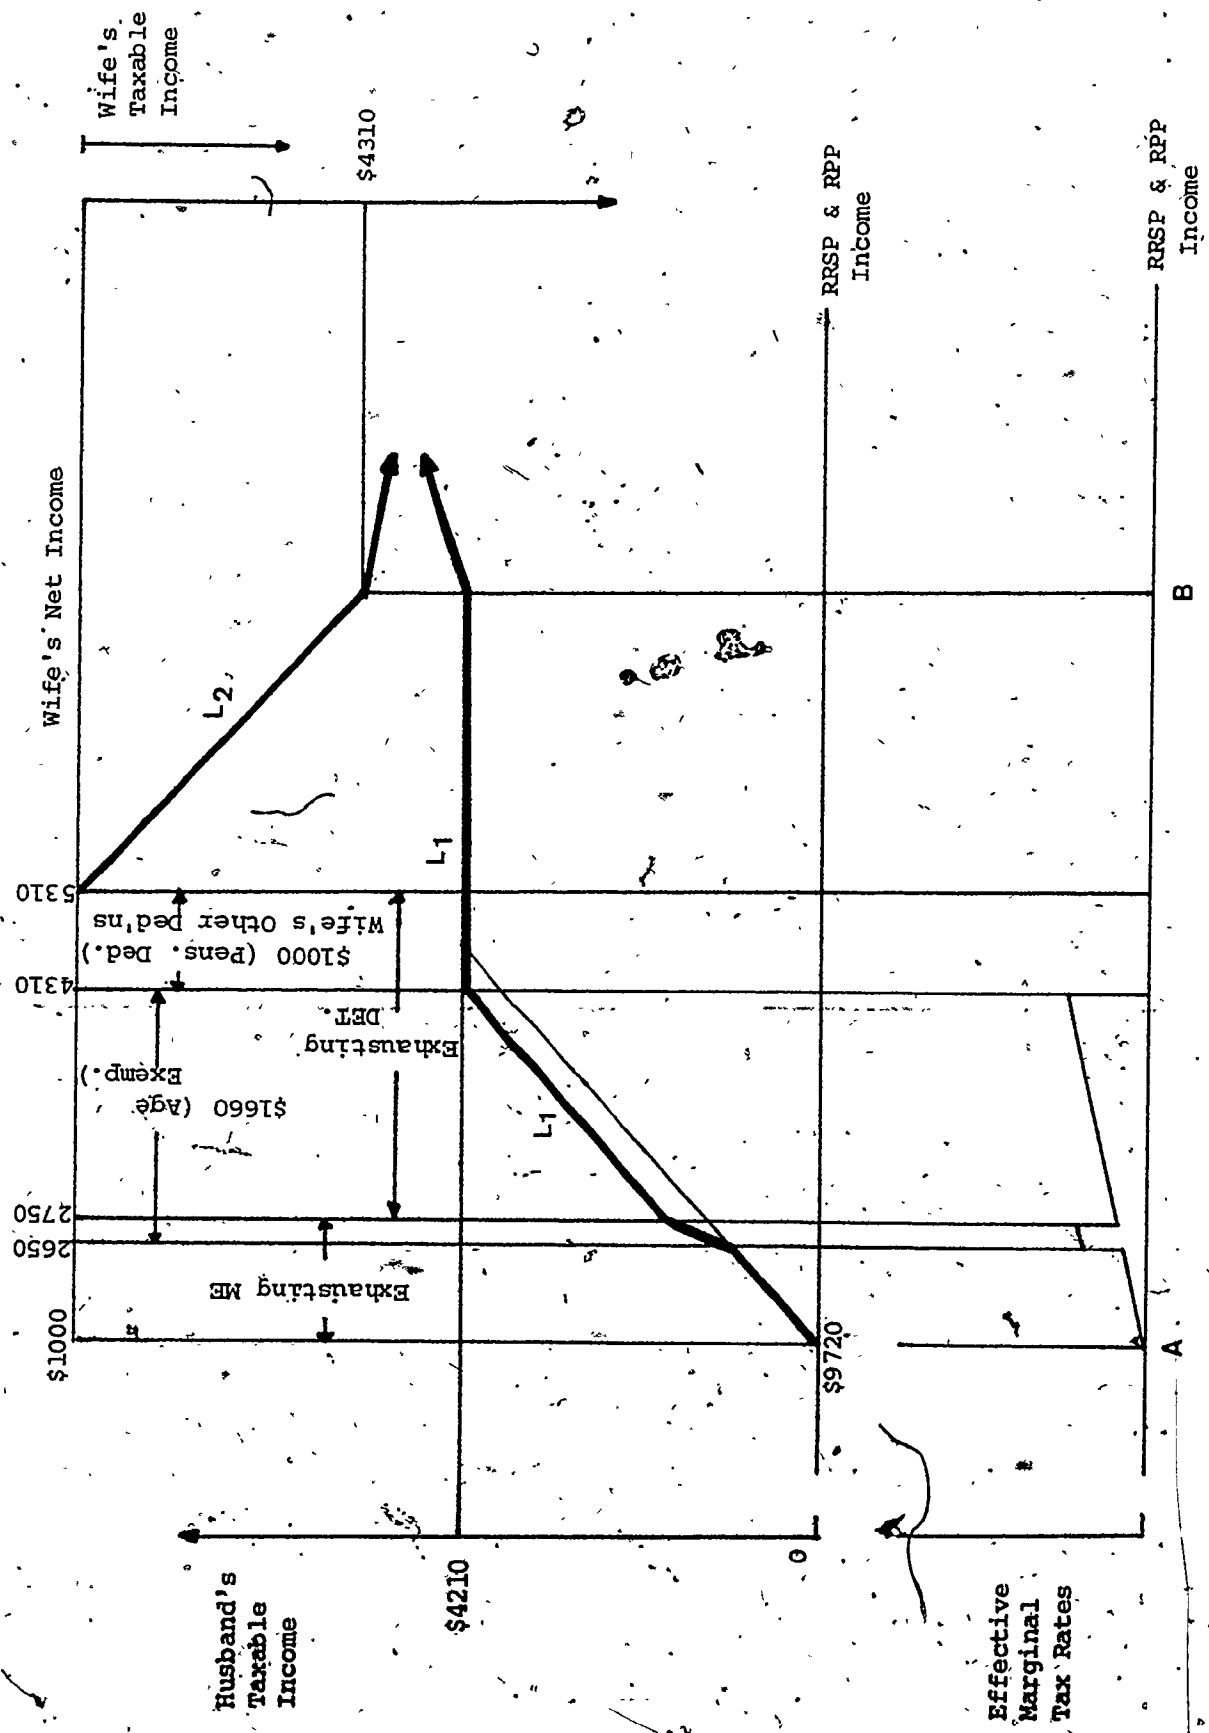 Wife's Net Income
$1000
2650
2750
4310
5310
Wife's
Taxable
Income
$1660 (Age
Exemp.)
$1000 (Pens. Ded.)
Wife's Other Ded'ns
Exhausting ME
Exhausting
DET.
L2
$4310
Husband's
Taxable
Income
$4210
L1
L1
0
$9720
RRSP & RPP
Income
Effective
Marginal
Tax Rates
A
B
RRSP & RPP
Income